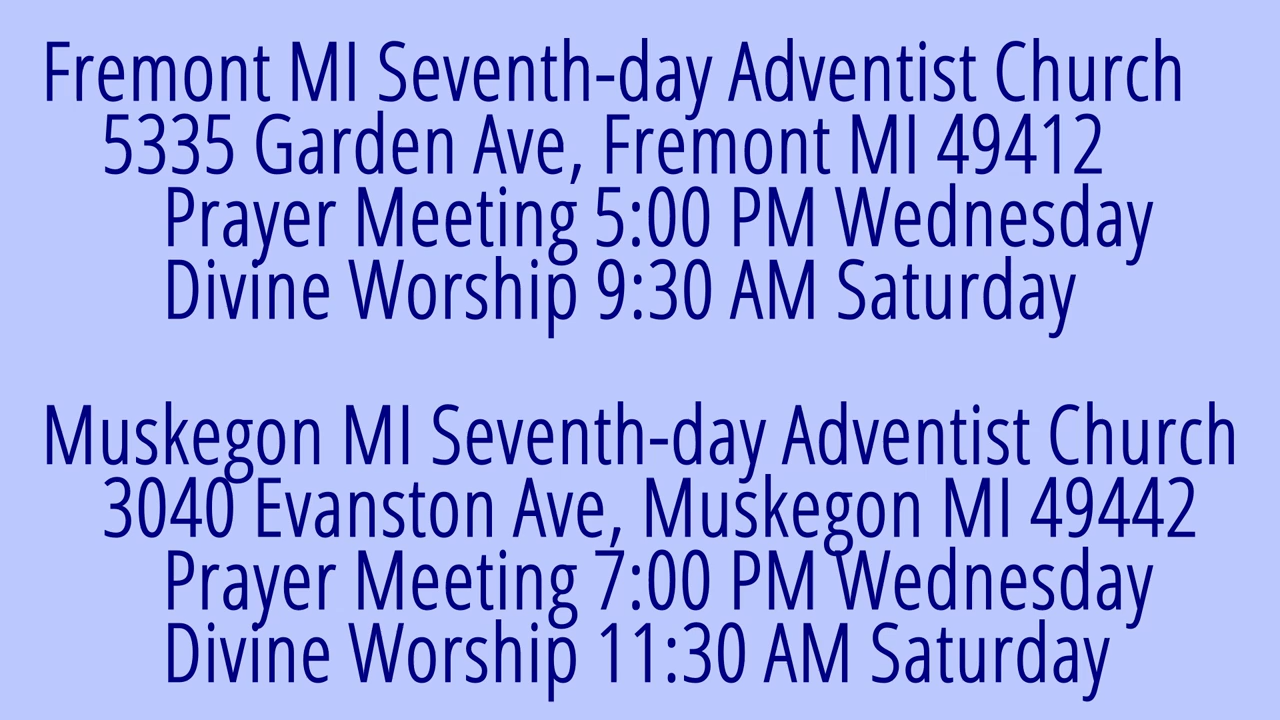 Fremont MI Seventh-day Adventist Church
5335 Garden Ave, Fremont MI 49412
Prayer Meeting 5:00 PM Wednesday
Divine Worship 9:30 AM Saturday
Muskegon MI Seventh-day Adventist Church
3040 Evanston Ave, Muskegon MI 49442
Prayer Meeting 7:00 PM Wednesday
Divine Worship 11:30 AM Saturday